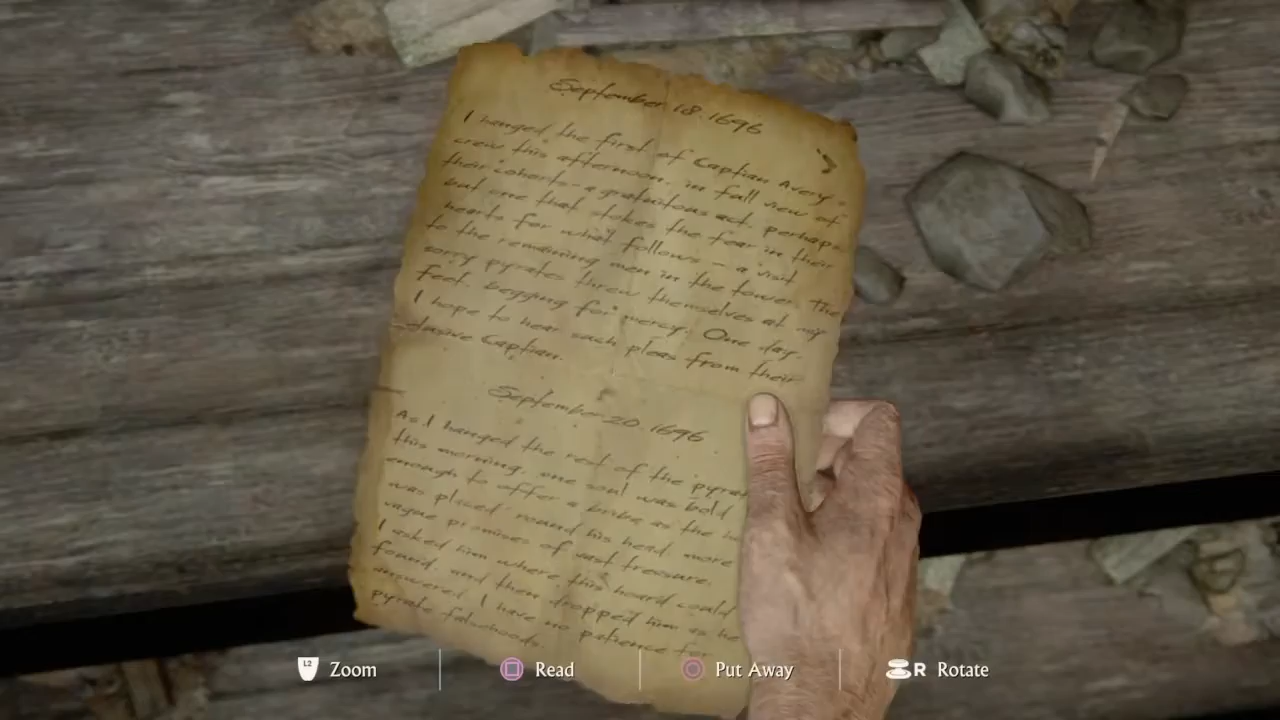 September 18. 1696
I hanged the first of Captian Avery's
crew this afternoon, in full view of
their cohorts - a gratuitous act, perhaps
but one that stokes the fear in their
hearts for what follows - a visit
to the remaining men in the tower. The
sorry pyrates threw themselves at my
feet, begging for mercy. One day,
I hope to hear such pleas from their
elusive Captian.
September 20. 1696
As I hanged the rest of the
this morning, one soul was bold
enough to offer a bribe as the
was placed 'round his head, more
vague promises of vast treasure.
I asked him where this hoard could
found, and then dropped him as he
answered. I have no patience for
pyrate falsehoods.
L2 Zoom
Read
Put Away
R Rotate